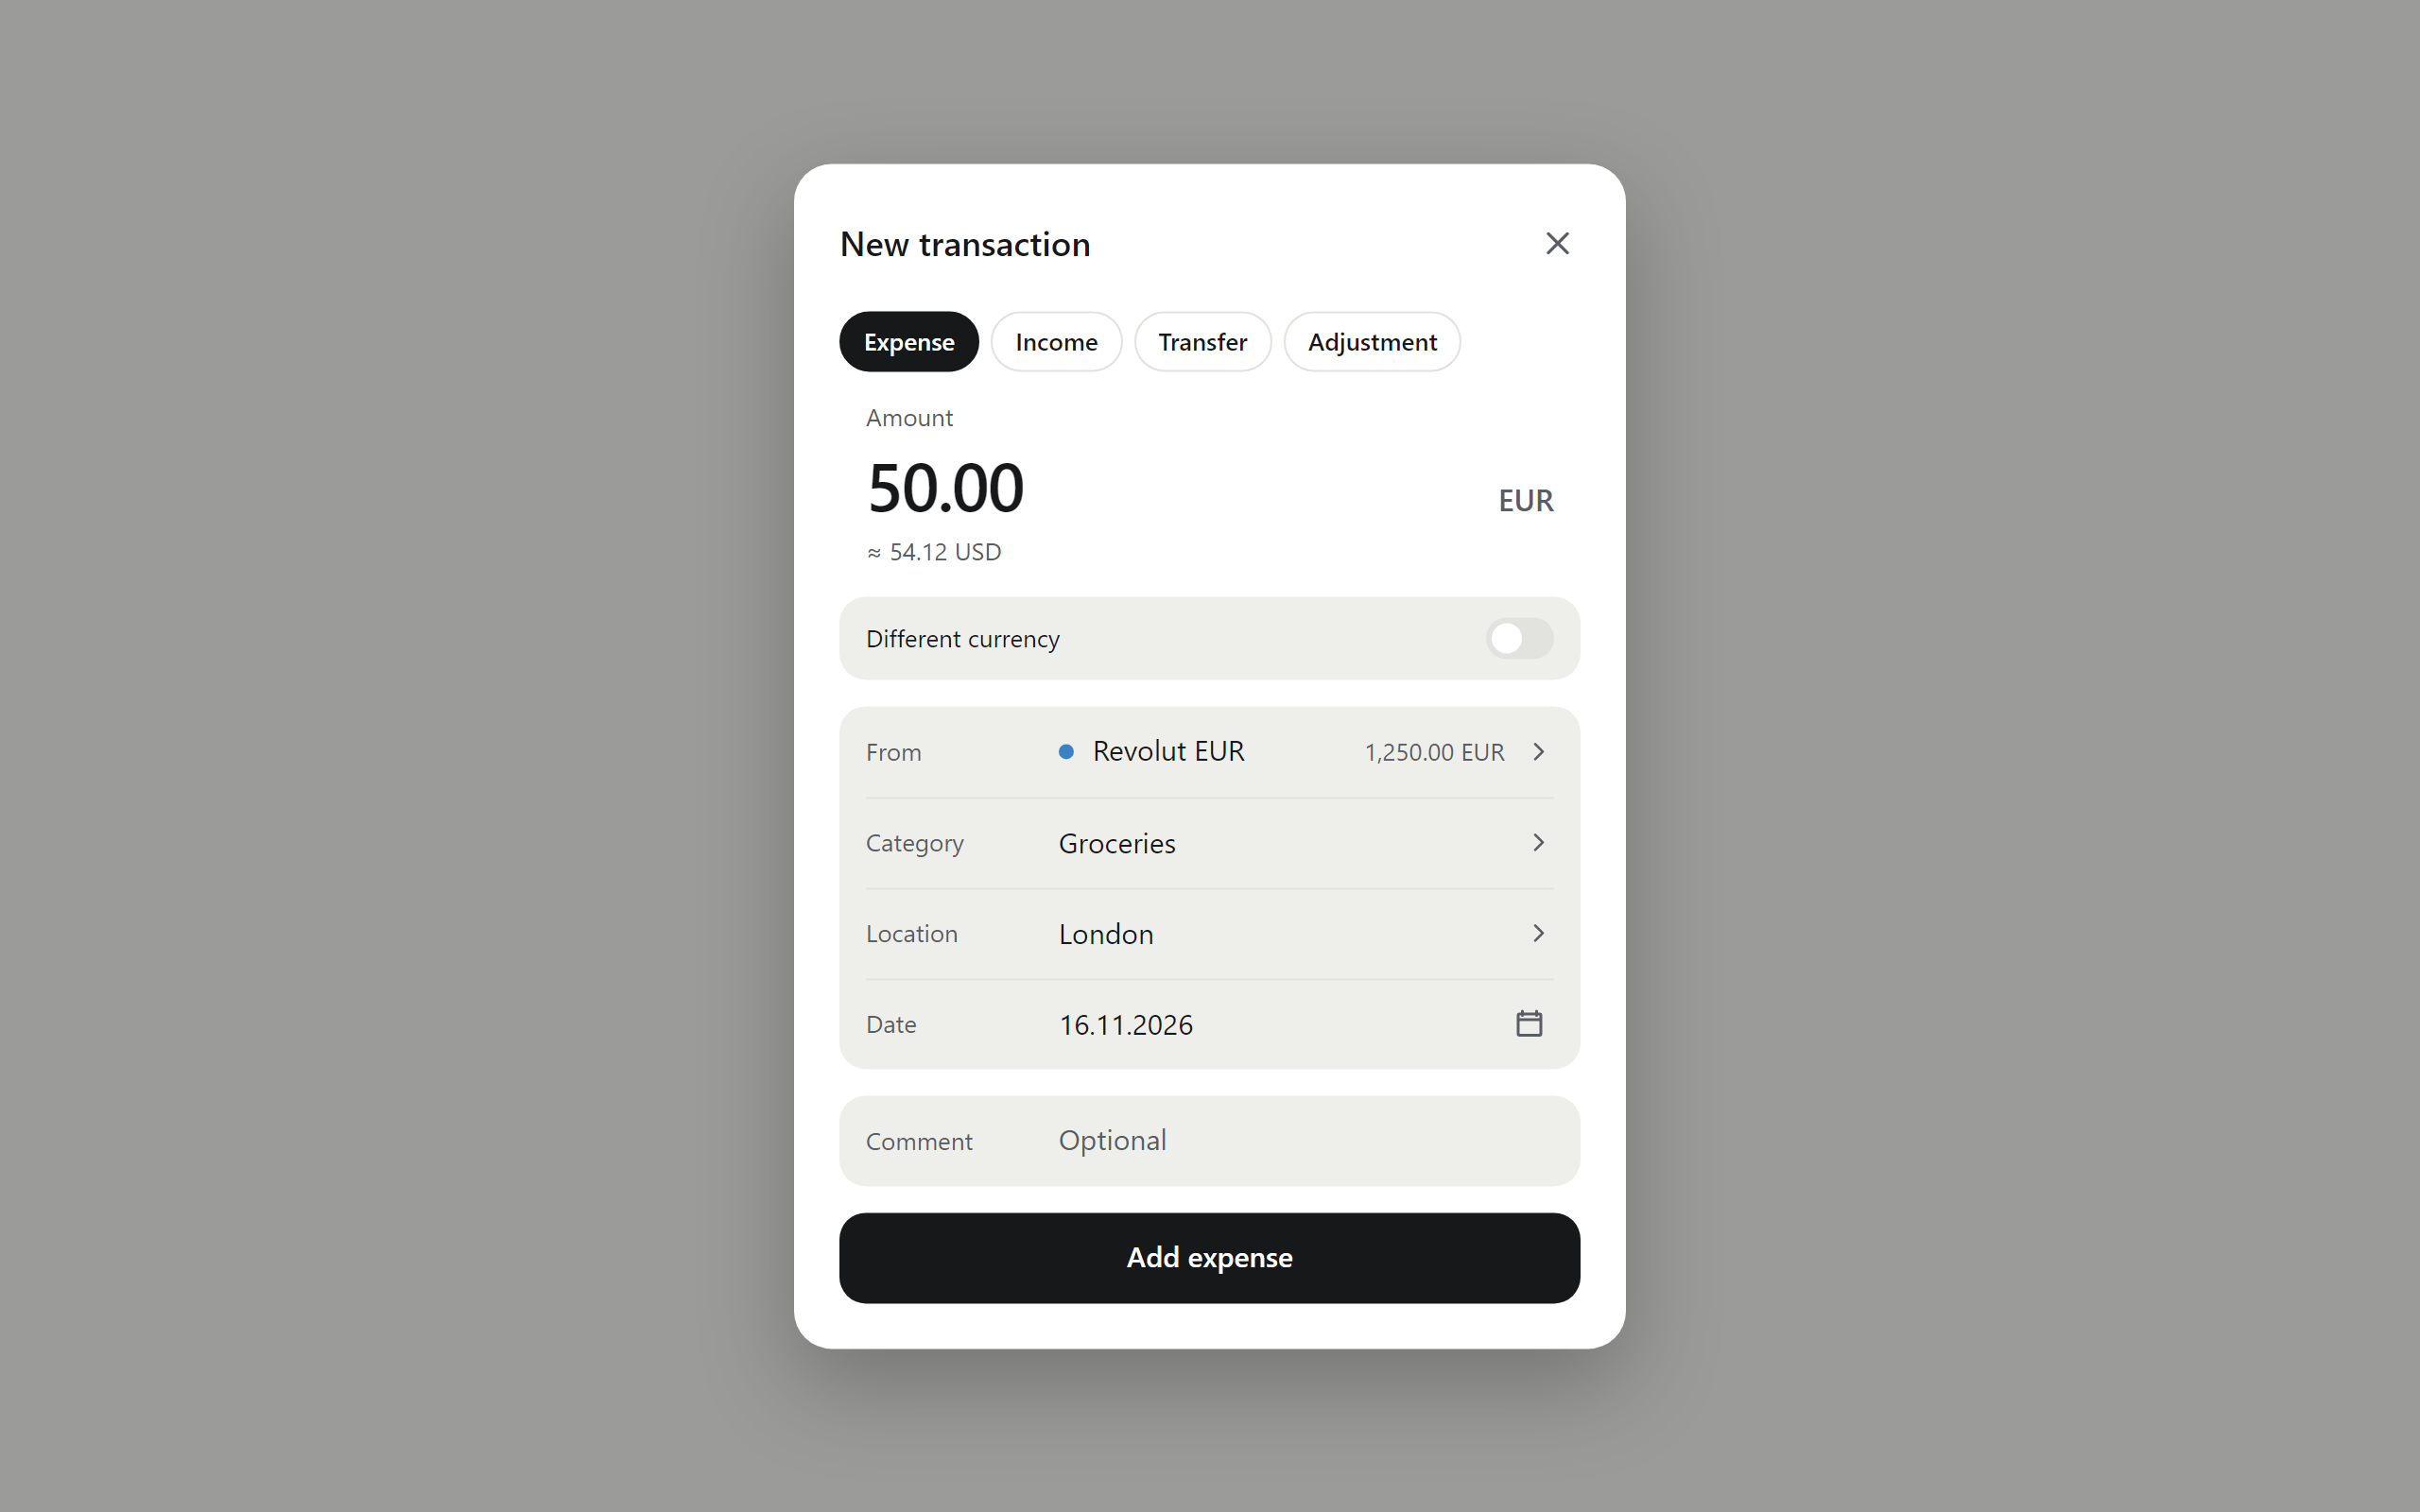 New transaction
Expense Income Transfer Adjustment
Amount
50.00 EUR
≈ 54.12 USD
Different currency
From Revolut EUR 1,250.00 EUR
Category Groceries
Location London
Date 16.11.2026
Comment Optional
Add expense